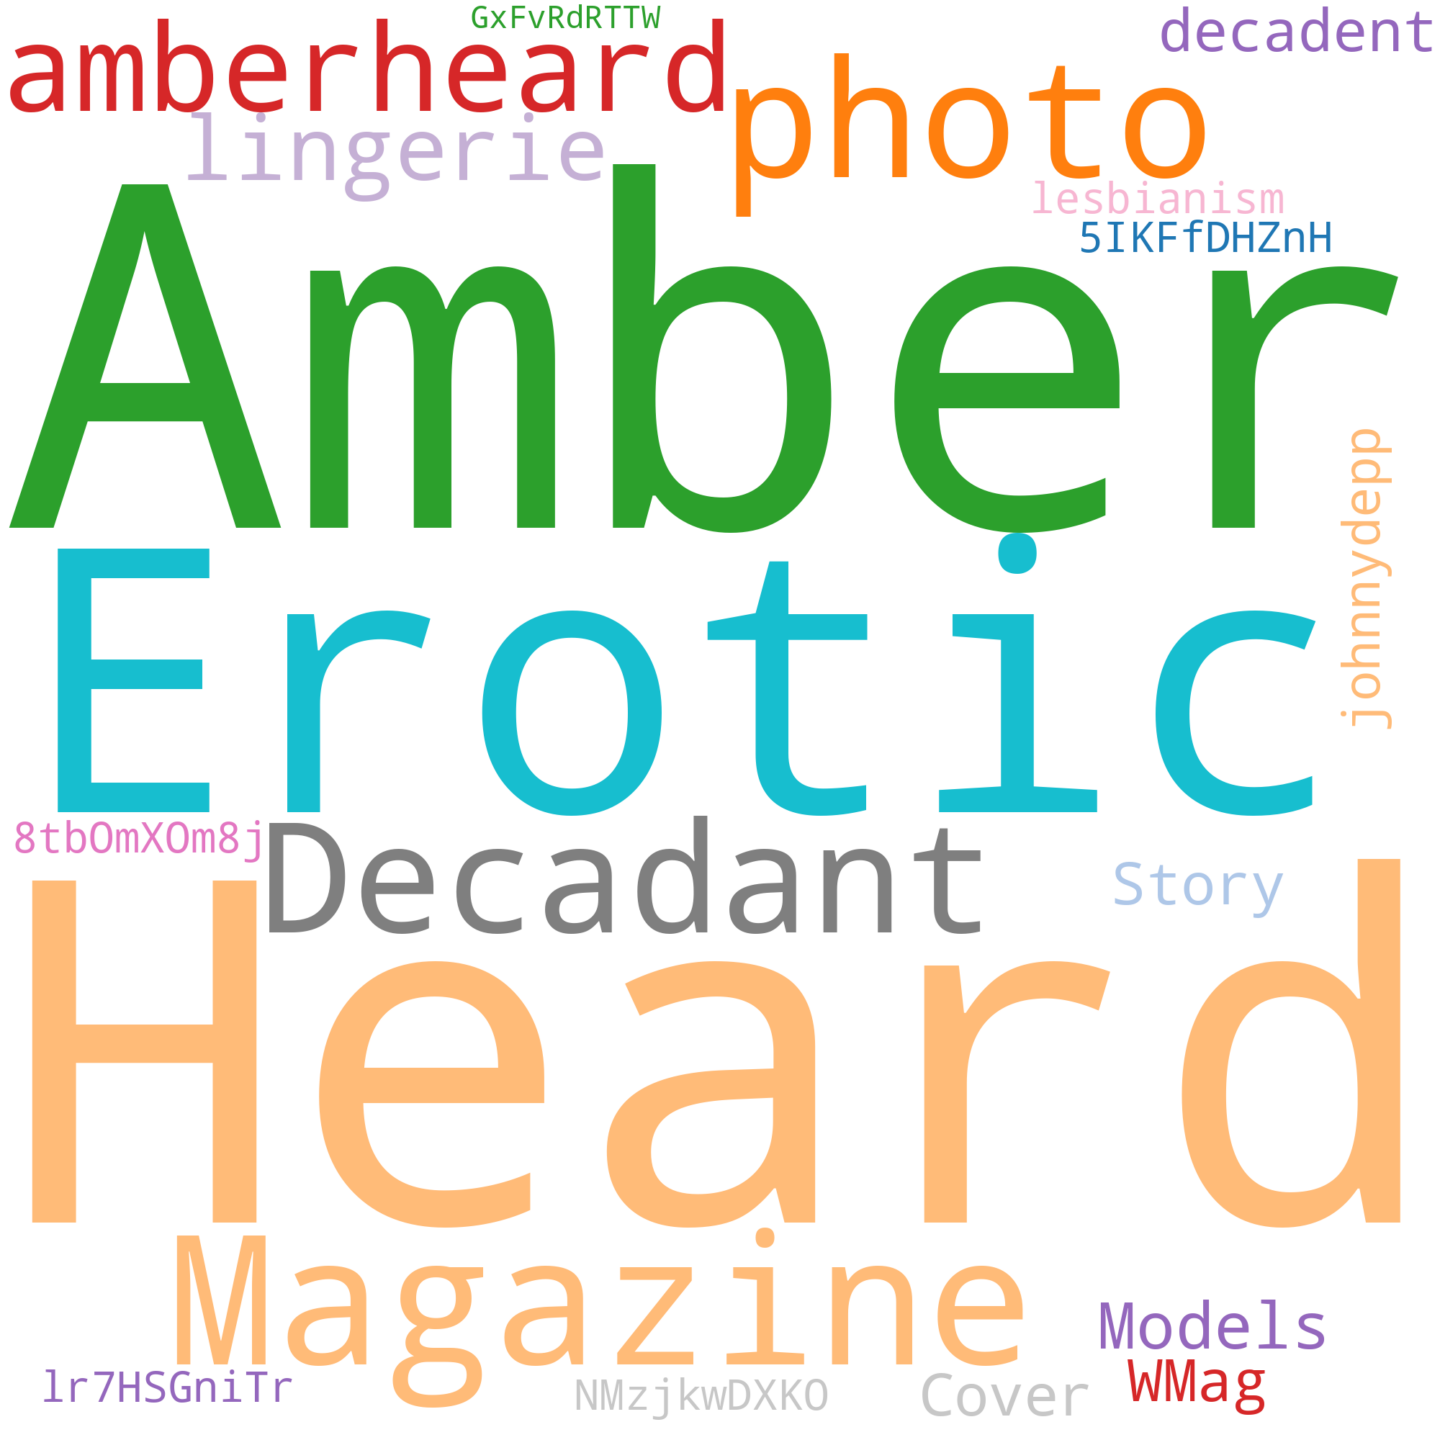 GxFvRdRTTW
decadent
amberheard
photo
lingerie
lesbianism
5IKFfDHZnH
Amber
johnnydepp
Erotic
8tbOmXOm8j
Decadant
Story
Heard
Magazine
Models
WMag
lr7HSGniTr
NMzjkwDXKO
Cover